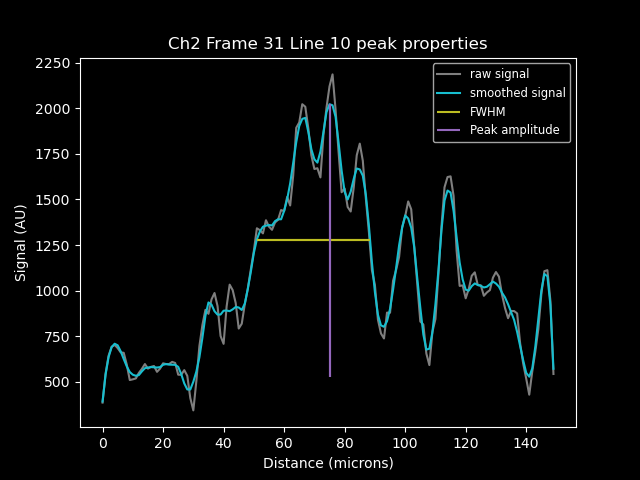 Ch2 Frame 31 Line 10 peak properties
raw signal
smoothed signal
FWHM
Peak amplitude
Signal (AU)
2250
2000
1750
1500
1250
1000
750
500
0 20 40 60 80 100 120 140
Distance (microns)